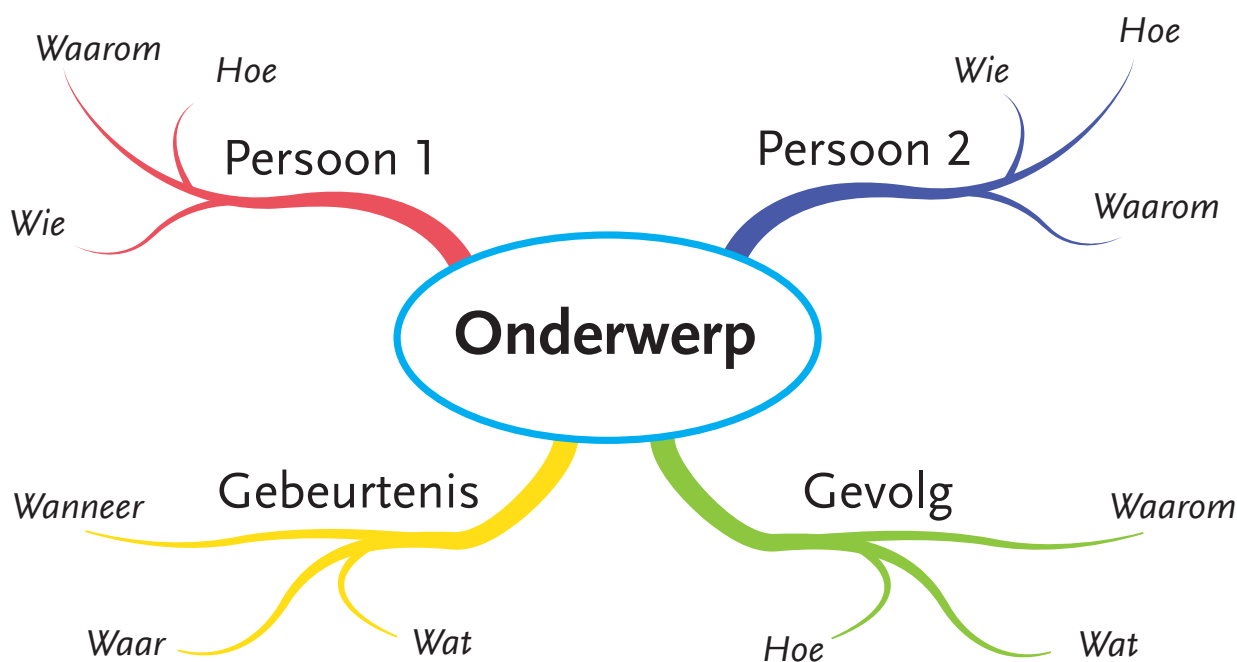 Waarom
Hoe
Persoon 1
Wie
Hoe
Wie
Persoon 2
Waarom
Onderwerp
Gebeurtenis
Wanneer
Waar
Wat
Gevolg
Waarom
Hoe
Wat